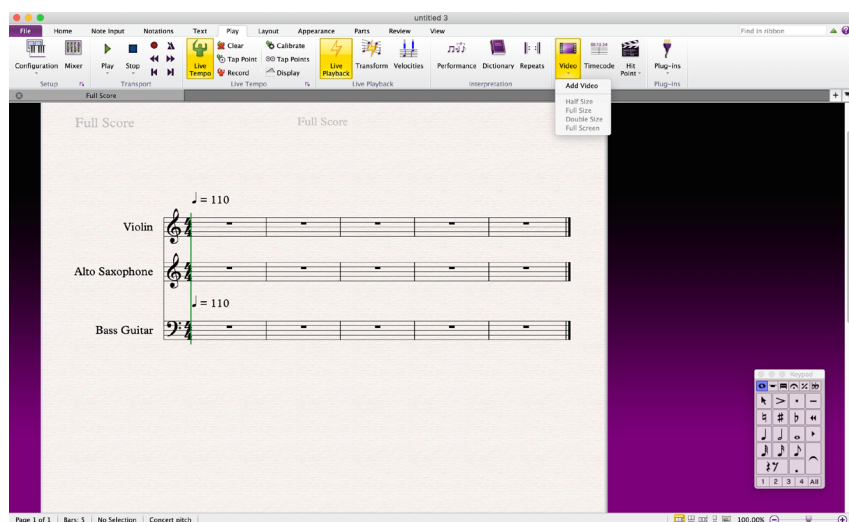 untitled 3
File Home Note Input Notations Text Play Layout Appearance Parts Review View Find in ribbon
Configuration Mixer Play Stop Live Tempo Clear Tap Point Record Calibrate Tap Points Display Live Playback Transform Velocities Performance Dictionary Repeats Video Timecode Hit Point Plug-ins
Setup Transport Live Tempo Live Playback Interpretation Plug-ins
Add Video
Half Size
Full Size
Double Size
Full Screen
Full Score
Full Score Full Score
♩ = 110
Violin
Alto Saxophone
♩ = 110
Bass Guitar
Keypad
1 2 3 4 All
Page 1 of 1 Bars: 5 No Selection Concert pitch 100.00%